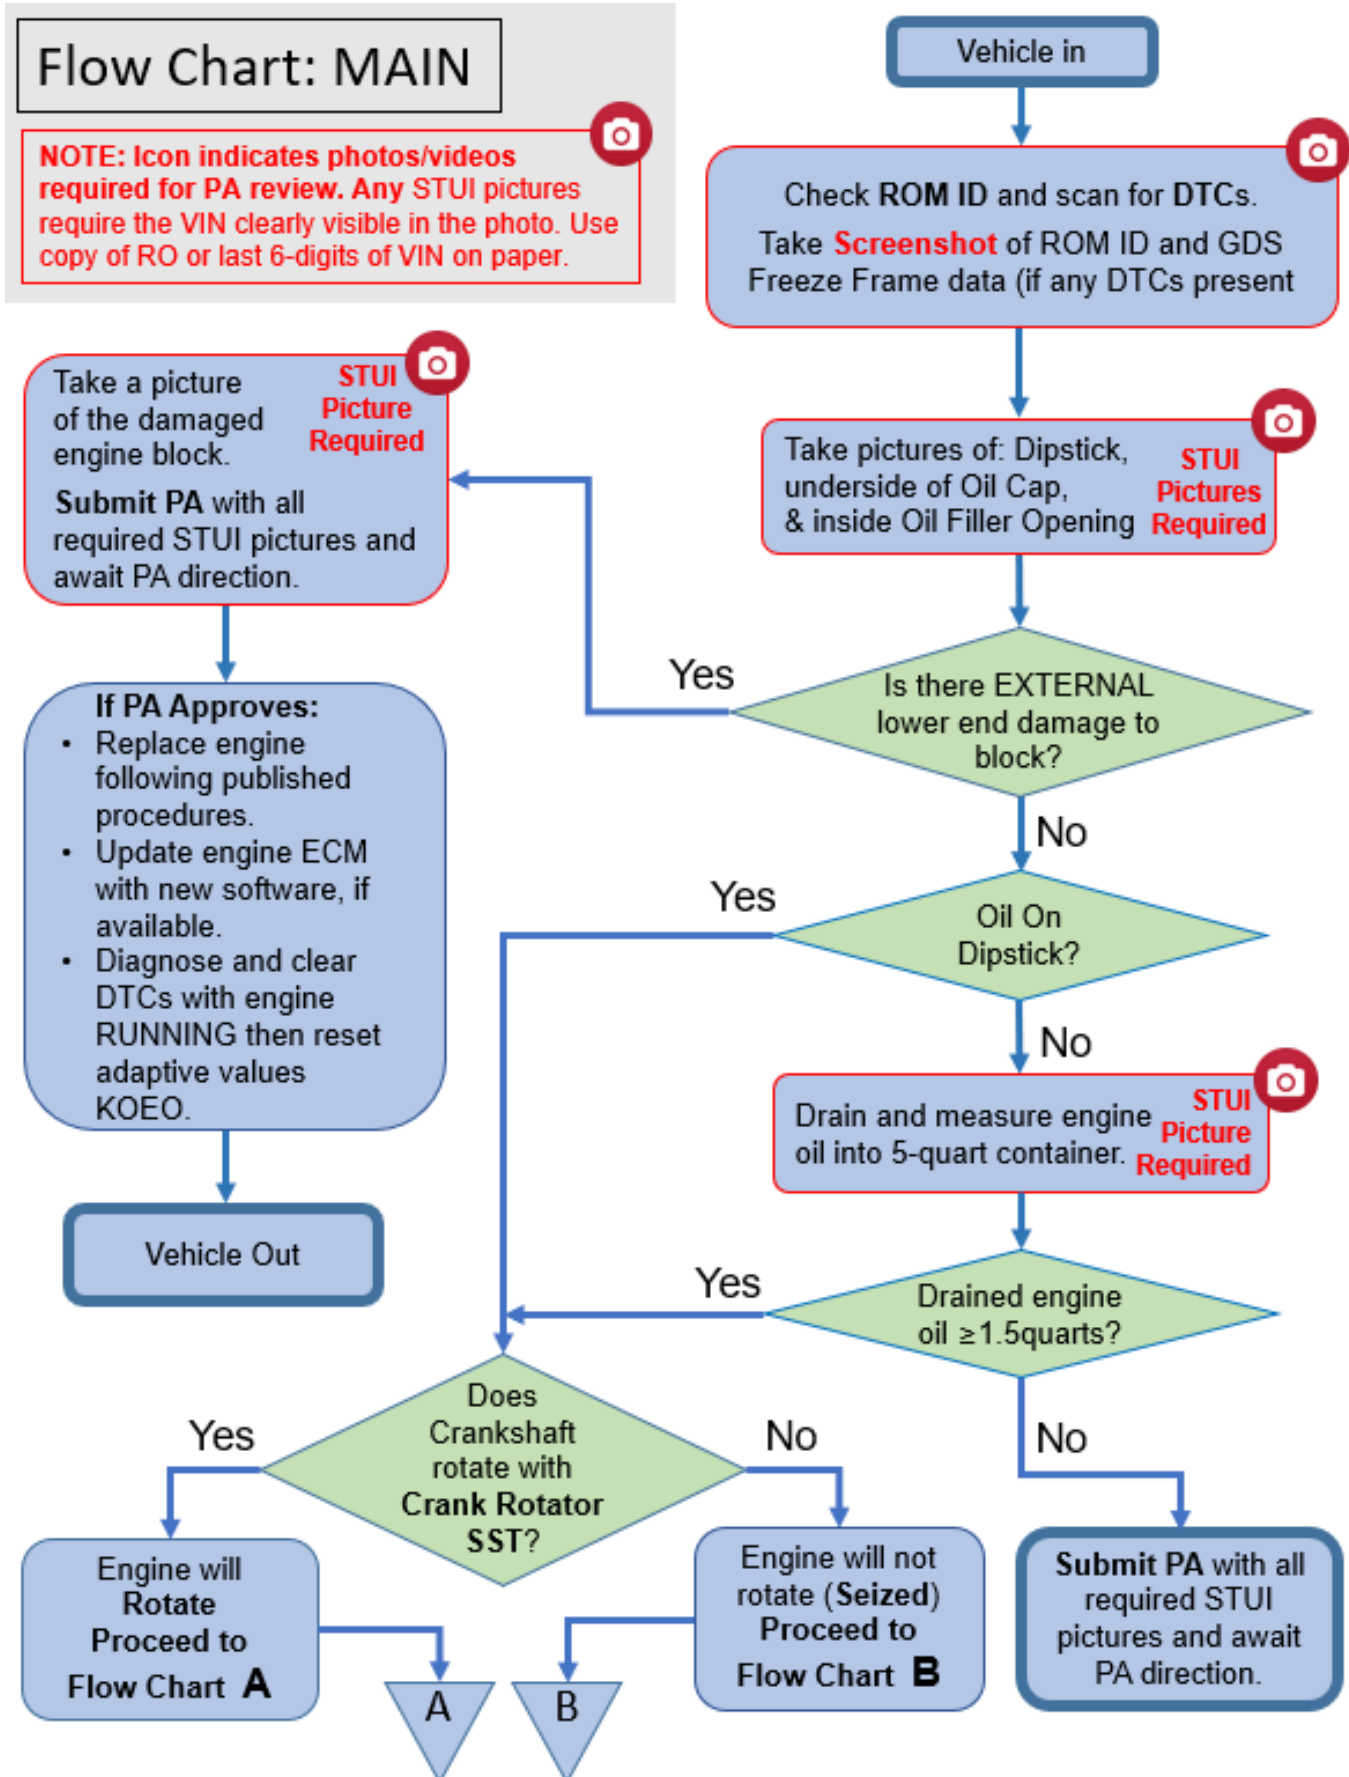 Flow Chart: MAIN
NOTE: Icon indicates photos/videos
required for PA review. Any STUI pictures
require the VIN clearly visible in the photo. Use
copy of RO or last 6-digits of VIN on paper.
Vehicle in
Check ROM ID and scan for DTCs.
Take Screenshot of ROM ID and GDS
Freeze Frame data (if any DTCs present
Take pictures of: Dipstick,
underside of Oil Cap,
& inside Oil Filler Opening
STUI
Pictures
Required
Is there EXTERNAL
lower end damage to
block?
Yes
No
Take a picture
of the damaged
engine block.
STUI
Picture
Required
Submit PA with all
required STUI pictures and
await PA direction.
If PA Approves:
• Replace engine
following published
procedures.
• Update engine ECM
with new software, if
available.
• Diagnose and clear
DTCs with engine
RUNNING then reset
adaptive values
KOEO.
Vehicle Out
Oil On
Dipstick?
Yes
No
Drain and measure engine
oil into 5-quart container.
STUI
Picture
Required
Drained engine
oil ≥1.5quarts?
Yes
No
Does
Crankshaft
rotate with
Crank Rotator
SST?
Yes
No
Engine will
Rotate
Proceed to
Flow Chart A
A
Engine will not
rotate (Seized)
Proceed to
Flow Chart B
B
Submit PA with all
required STUI
pictures and await
PA direction.